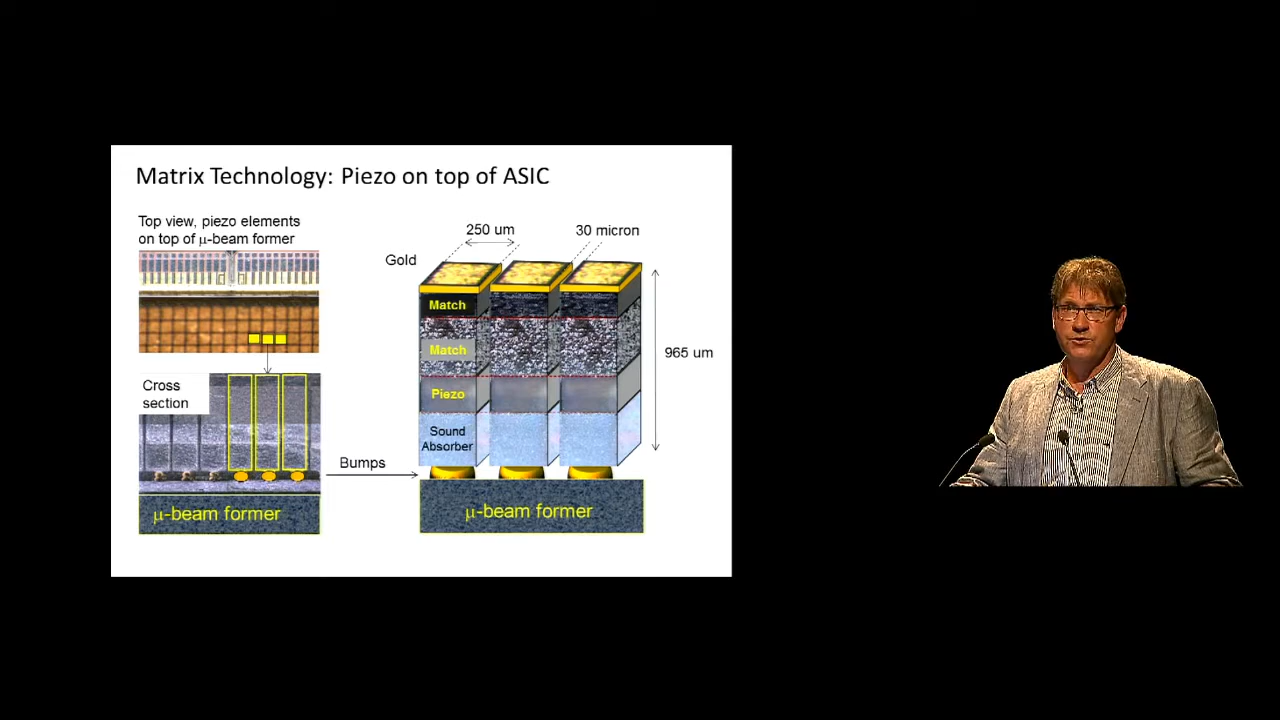 Matrix Technology: Piezo on top of ASIC
Top view, piezo elements
on top of μ-beam former
Cross
section
μ-beam former
Bumps
250 um
30 micron
Gold
Match
Match
Piezo
Sound
Absorber
965 um
μ-beam former